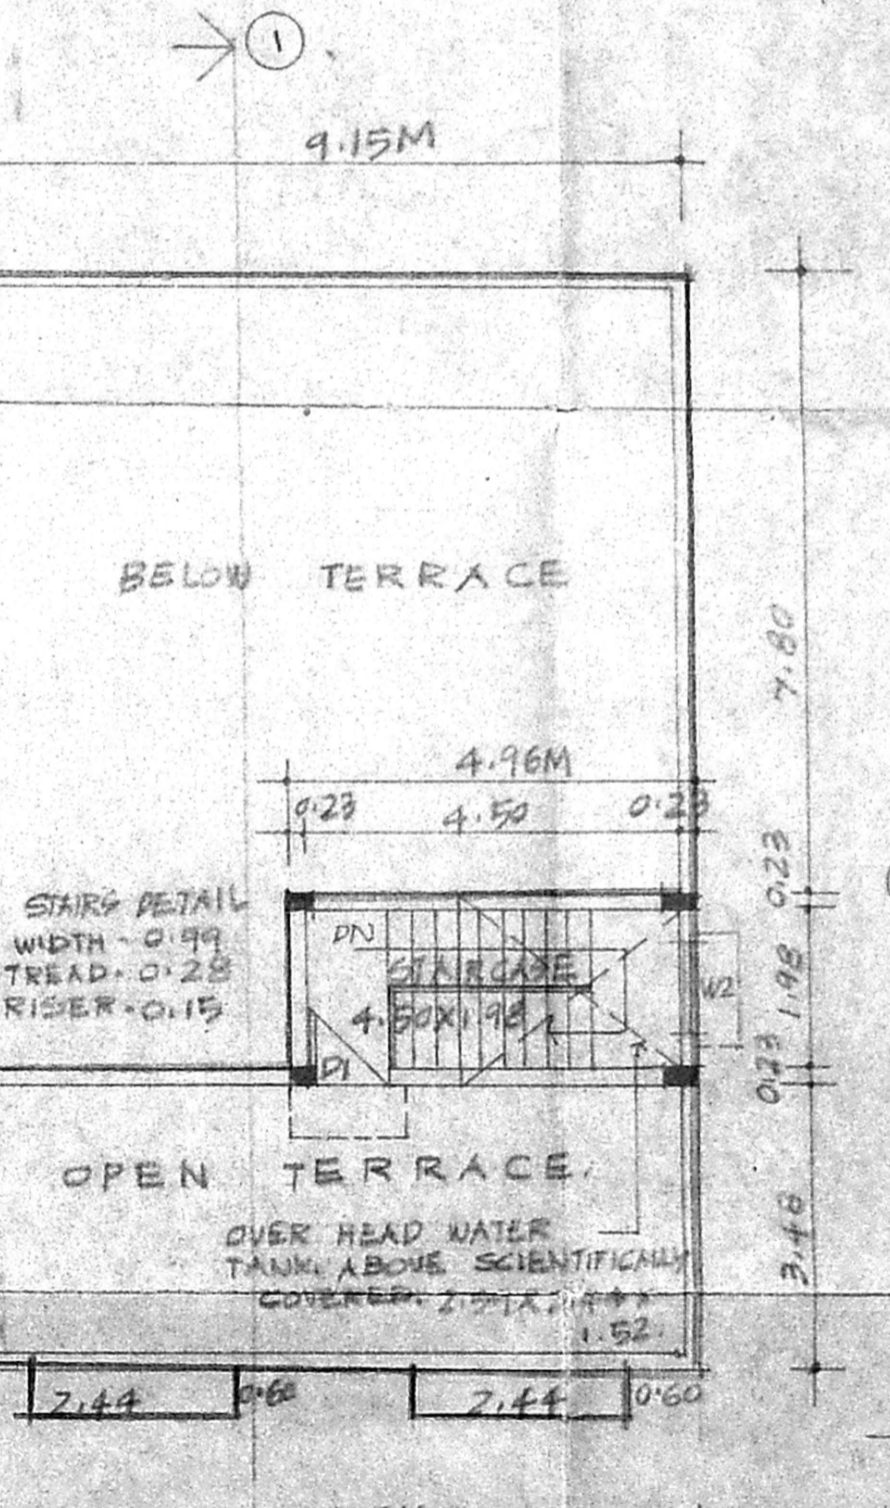 1
9.15M
BELOW TERRACE
7.80
4.96M
0.23 4.50 0.23
0.23
STAIRS DETAIL
WIDTH - 0.99
TREAD - 0.28
RISER - 0.15
DN
STAIRCASE
4.50X1.98
W2
1.98
D1
0.23
OPEN TERRACE.
3.48
OVER HEAD WATER
TANK. ABOVE SCIENTIFICALLY
COVERED.
1.52.
2.44 0.60 2.44 0.60